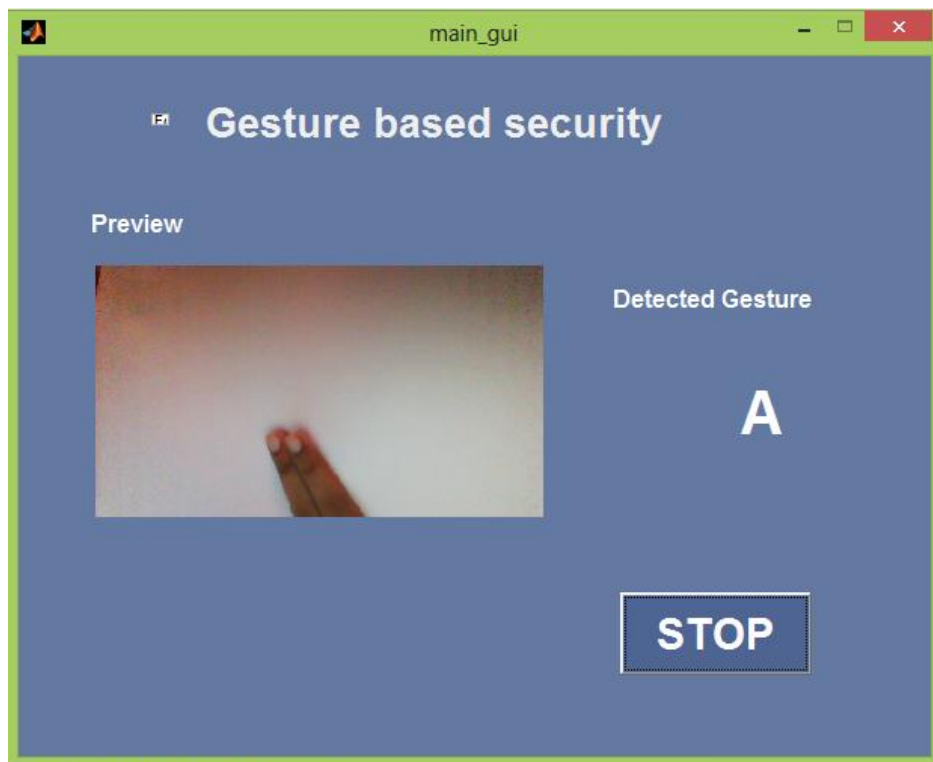 main_gui
Gesture based security
Preview
Detected Gesture
A
STOP